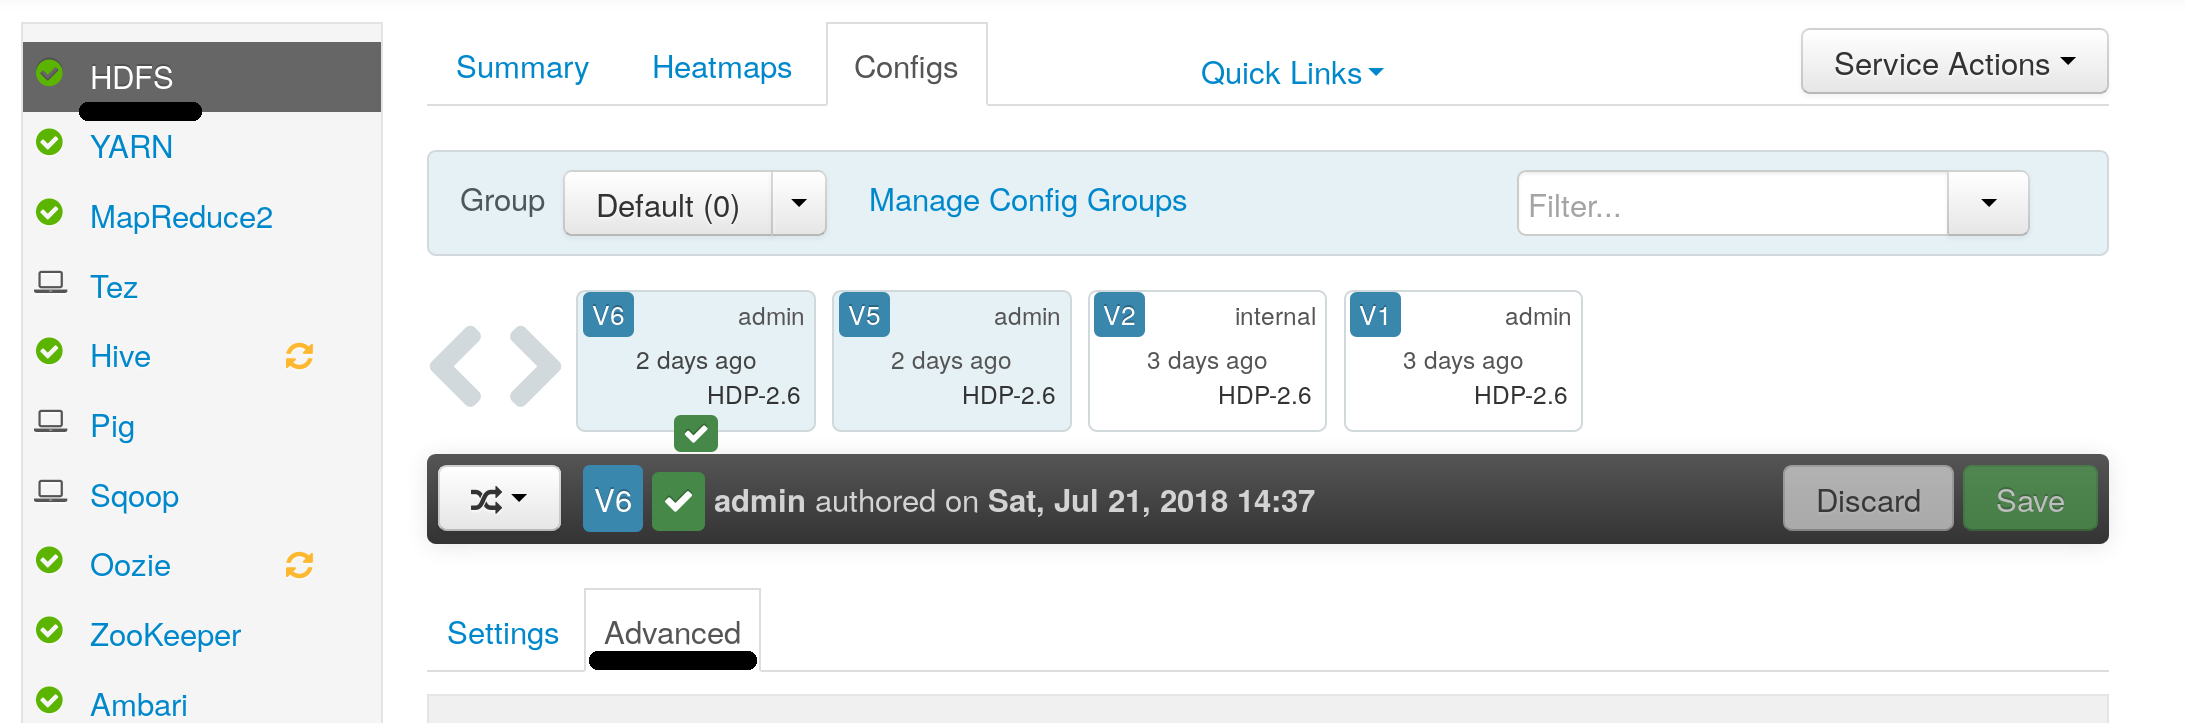 HDFS
YARN
MapReduce2
Tez
Hive
Pig
Sqoop
Oozie
ZooKeeper
Ambari
Summary Heatmaps Configs Quick Links Service Actions
Group Default (0) Manage Config Groups Filter...
V6 admin
2 days ago
HDP-2.6
V5 admin
2 days ago
HDP-2.6
V2 internal
3 days ago
HDP-2.6
V1 admin
3 days ago
HDP-2.6
V6 admin authored on Sat, Jul 21, 2018 14:37 Discard Save
Settings Advanced